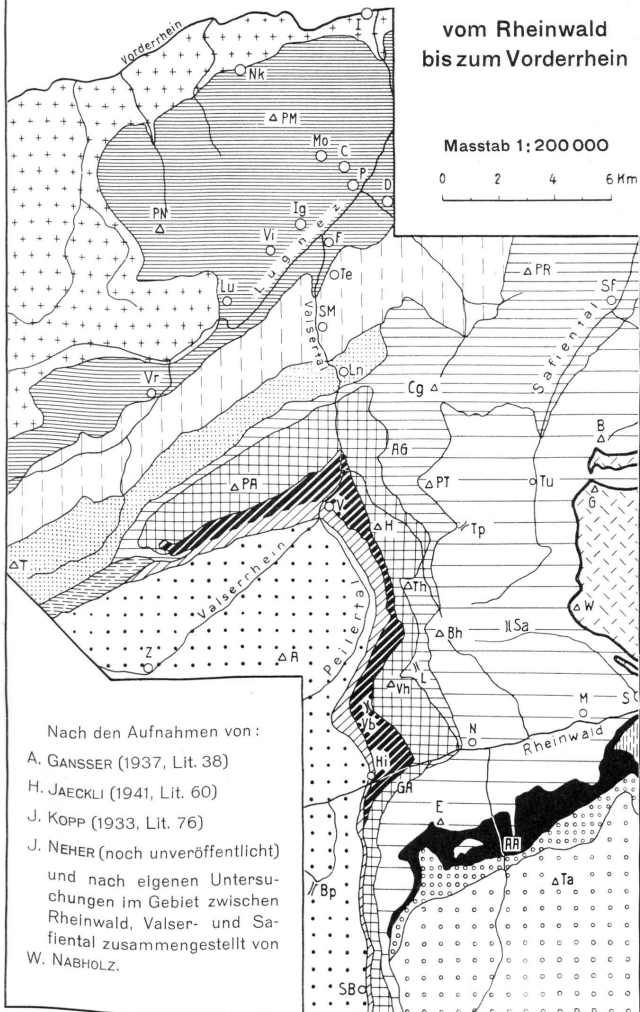 vom Rheinwald
bis zum Vorderrhein
Masstab 1:200 000
0 2 4 6 Km
I
Vorderrhein
Nk
PM
Mo
C
P
D
PN
Ig
Vi
F
Lugnez
Te
Lu
Valsertal
SM
PR
Sf
Safiental
Ln
Vr
Cg
B
AG
PA
PT
Tu
G
V
H
Tp
T
Valserrhein
Peilertal
Th
W
Bh
Sa
Z
A
L
Vh
S
M
Vb
N
Rheinwald
Hi
GA
E
AA
Bp
Ta
SB
Nach den Aufnahmen von:
A. GANSSER (1937, Lit. 38)
H. JAECKLI (1941, Lit. 60)
J. KOPP (1933, Lit. 76)
J. NEHER (noch unveröffentlicht)
und nach eigenen Untersu-
chungen im Gebiet zwischen
Rheinwald, Valser- und Sa-
fiental zusammengestellt von
W. NABHOLZ.